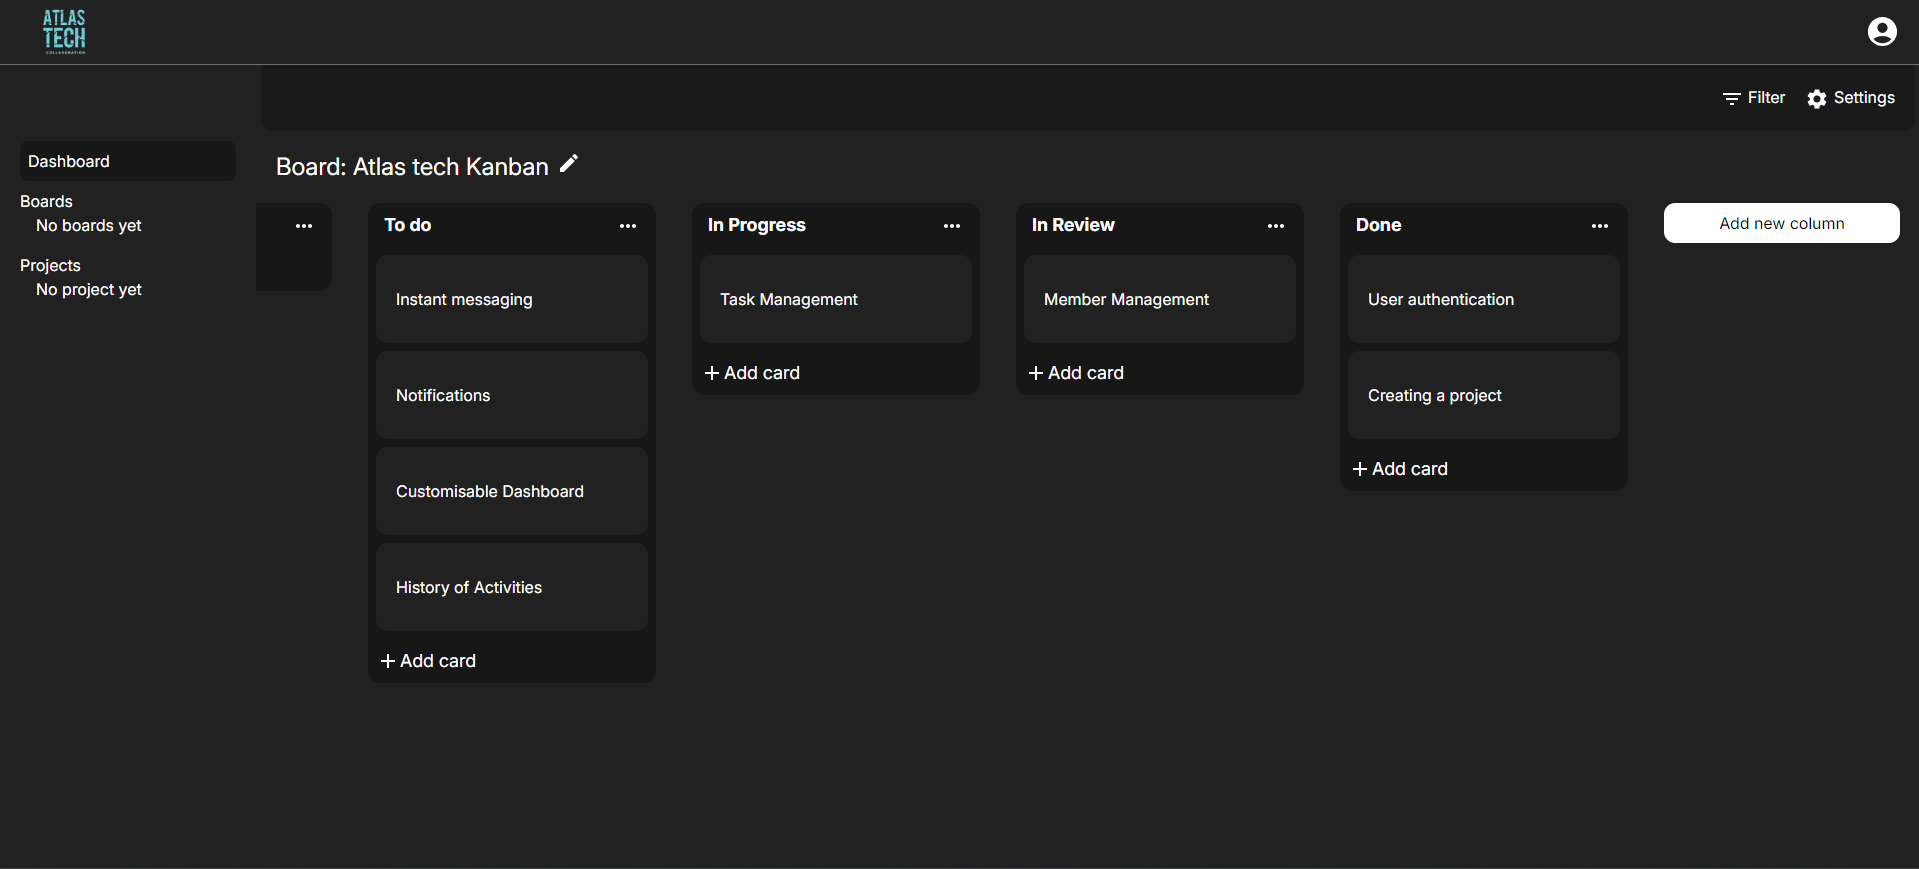 ATLAS
TECH
COLLABORATION
Filter
Settings
Dashboard
Boards
No boards yet
Projects
No project yet
Board: Atlas tech Kanban
To do
Instant messaging
Notifications
Customisable Dashboard
History of Activities
Add card
In Progress
Task Management
Add card
In Review
Member Management
Add card
Done
User authentication
Creating a project
Add card
Add new column